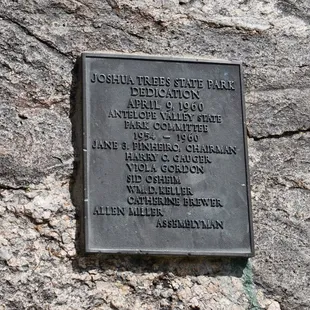 JOSHUA TREES STATE PARK
DEDICATION
APRIL 9, 1960
ANTELOPE VALLEY STATE
PARK COMMITTEE
1954 - 1960
JANE S. PINHEIRO, CHAIRMAN
HARRY C. GAUGER
VIOLA GORDON
SID OSHEIM
WM. D. KELLER
CATHERINE BREWER
ALLEN MILLER
ASSEMBLYMAN